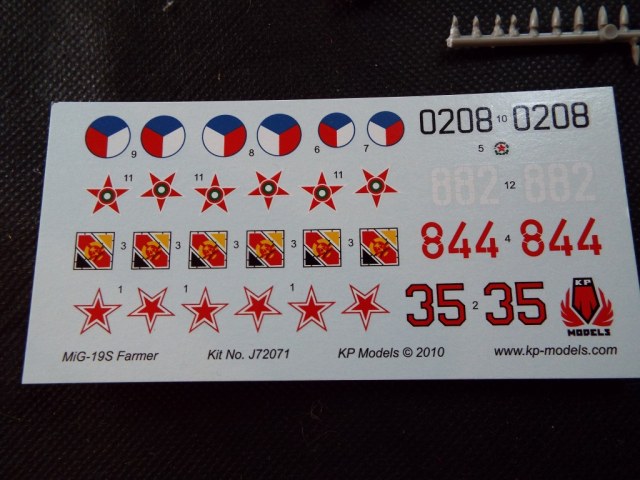 0208 10 0208
9 8 6 7
5
11 11 11
882 12 882
3 3 3 3 3
844 4 844
1 1 1
35 2 35
KP
MODELS
MiG-19S Farmer Kit No. J72071 KP Models © 2010 www.kp-models.com